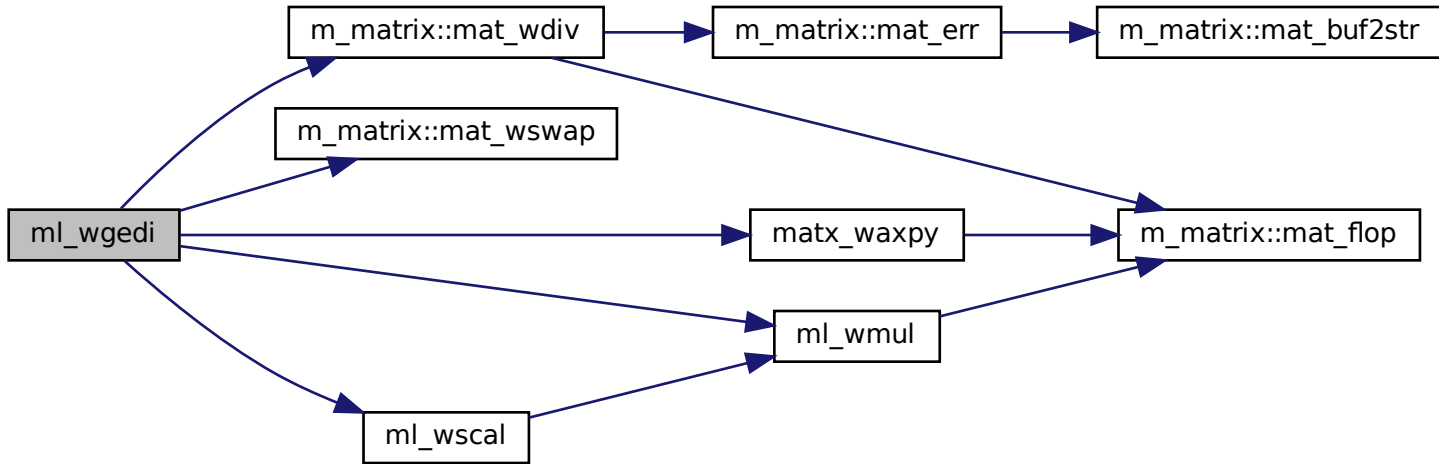 m_matrix::mat_wdiv
m_matrix::mat_err
m_matrix::mat_buf2str
m_matrix::mat_wswap
ml_wgedi
matx_waxpy
m_matrix::mat_flop
ml_wmul
ml_wscal